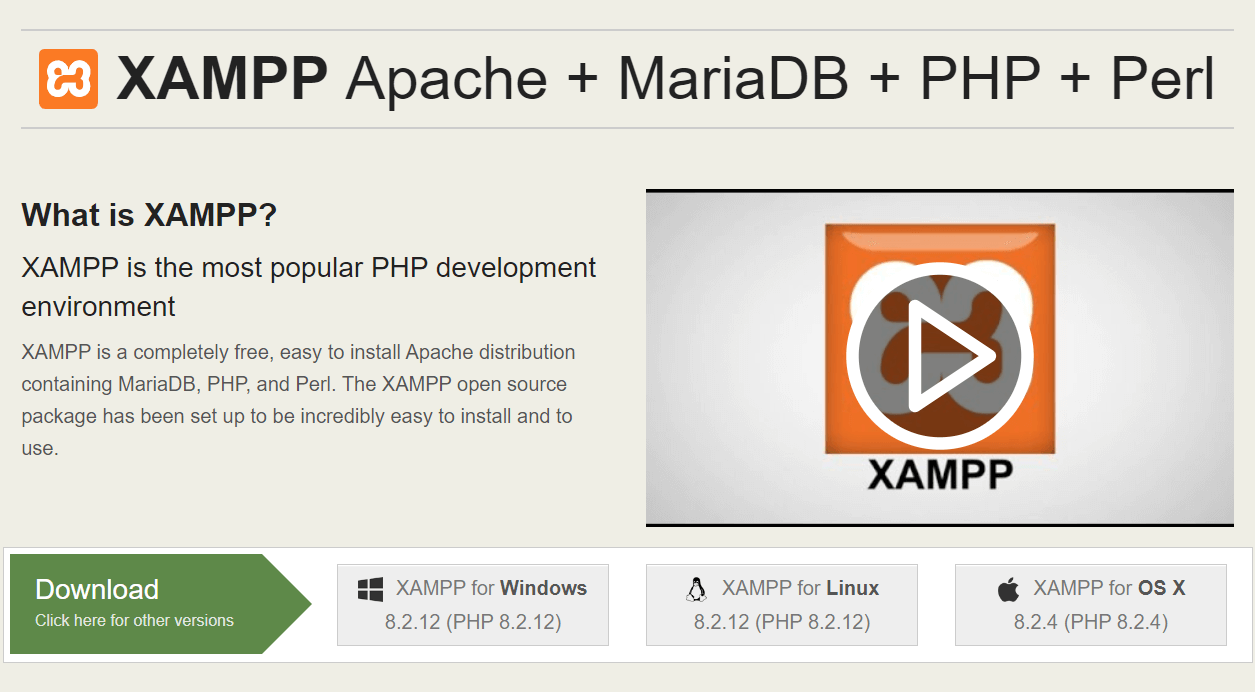 XAMPP Apache + MariaDB + PHP + Perl
What is XAMPP?
XAMPP is the most popular PHP development
environment
XAMPP is a completely free, easy to install Apache distribution
containing MariaDB, PHP, and Perl. The XAMPP open source
package has been set up to be incredibly easy to install and to
use.
XAMPP
Download
Click here for other versions
XAMPP for Windows
8.2.12 (PHP 8.2.12)
XAMPP for Linux
8.2.12 (PHP 8.2.12)
XAMPP for OS X
8.2.4 (PHP 8.2.4)